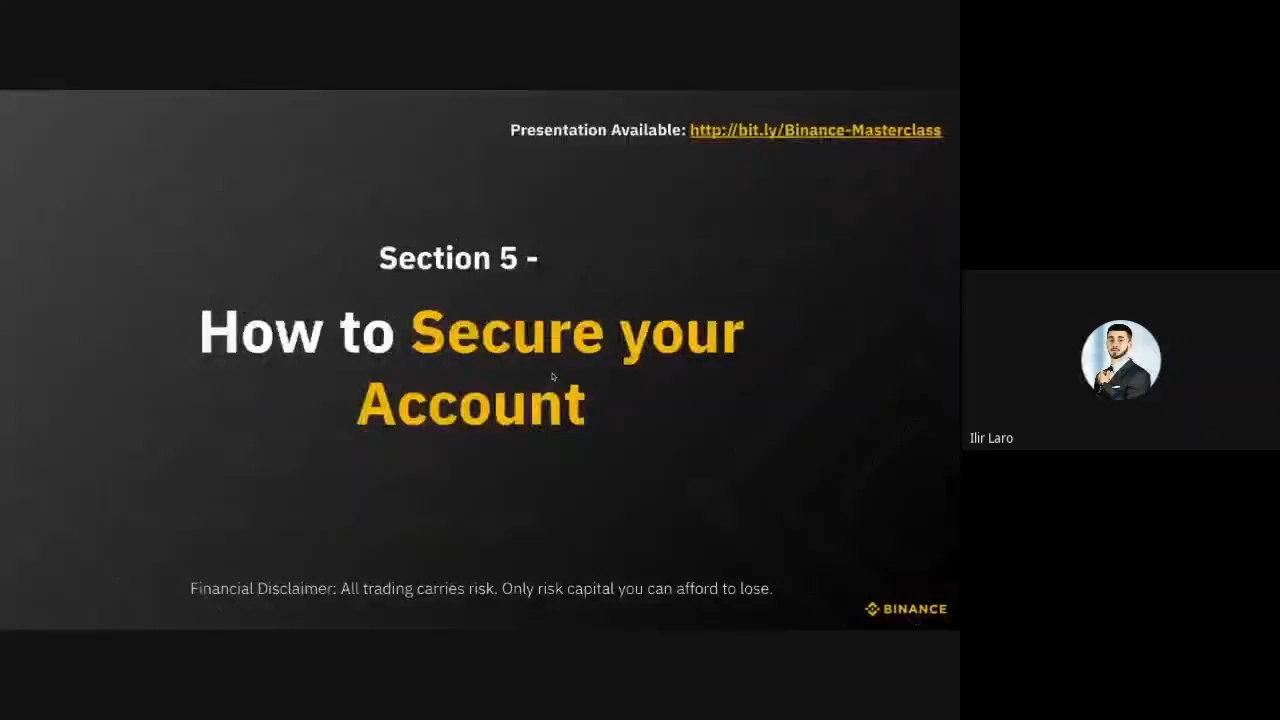 Presentation Available: http://bit.ly/Binance-Masterclass
Section 5 -
How to Secure your
Account
Financial Disclaimer: All trading carries risk. Only risk capital you can afford to lose.
BINANCE
Ilir Laro